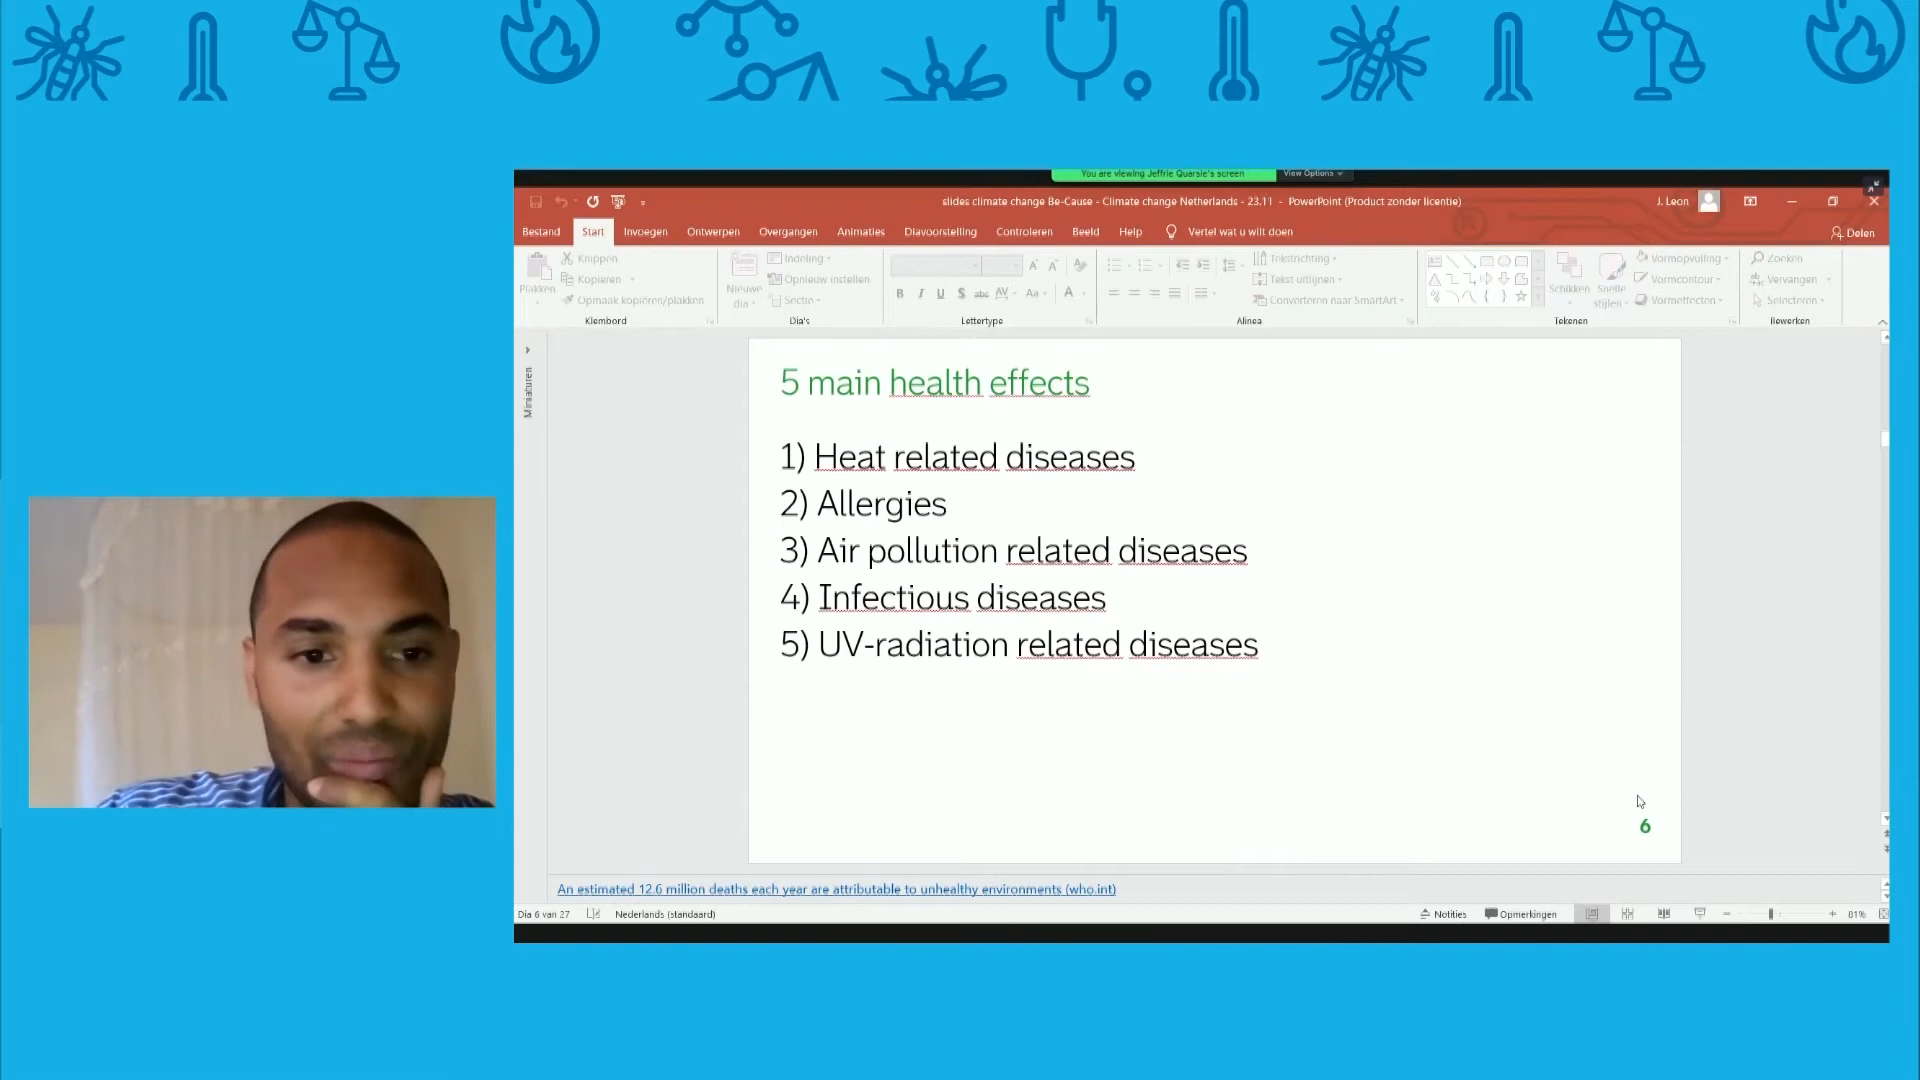 You are viewing Jeffrie Quarsie's screen View Options
slides climate change Be-Cause - Climate change Netherlands - 23.11 - PowerPoint (Product zonder licentie)
J. Leon
Bestand Start Invoegen Ontwerpen Overgangen Animaties Diavoorstelling Controleren Beeld Help Vertel wat u wilt doen Delen
Plakken
Knippen
Kopiëren
Opmaak kopiëren/plakken
Klembord
Nieuwe
dia
Indeling
Opnieuw instellen
Sectie
Dia's
B I U S abc AV Aa A
Lettertype
Tekstrichting
Tekst uitlijnen
Converteren naar SmartArt
Alinea
Schikken
Snelle
stijlen
Vormopvulling
Vormcontour
Vormeffecten
Tekenen
Zoeken
Vervangen
Selecteren
Bewerken
Miniaturen
5 main health effects
1) Heat related diseases
2) Allergies
3) Air pollution related diseases
4) Infectious diseases
5) UV-radiation related diseases
6
An estimated 12.6 million deaths each year are attributable to unhealthy environments (who.int)
Dia 6 van 27 Nederlands (standaard) Notities Opmerkingen 81%